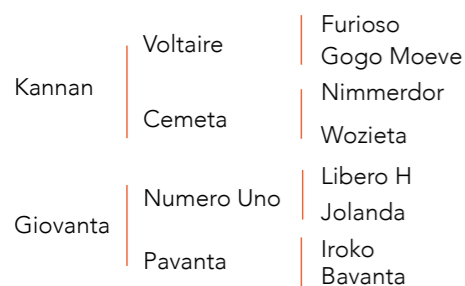 Furioso
Voltaire
Gogo Moeve
Kannan
Nimmerdor
Cemeta
Wozieta
Libero H
Numero Uno
Jolanda
Giovanta
Iroko
Pavanta
Bavanta